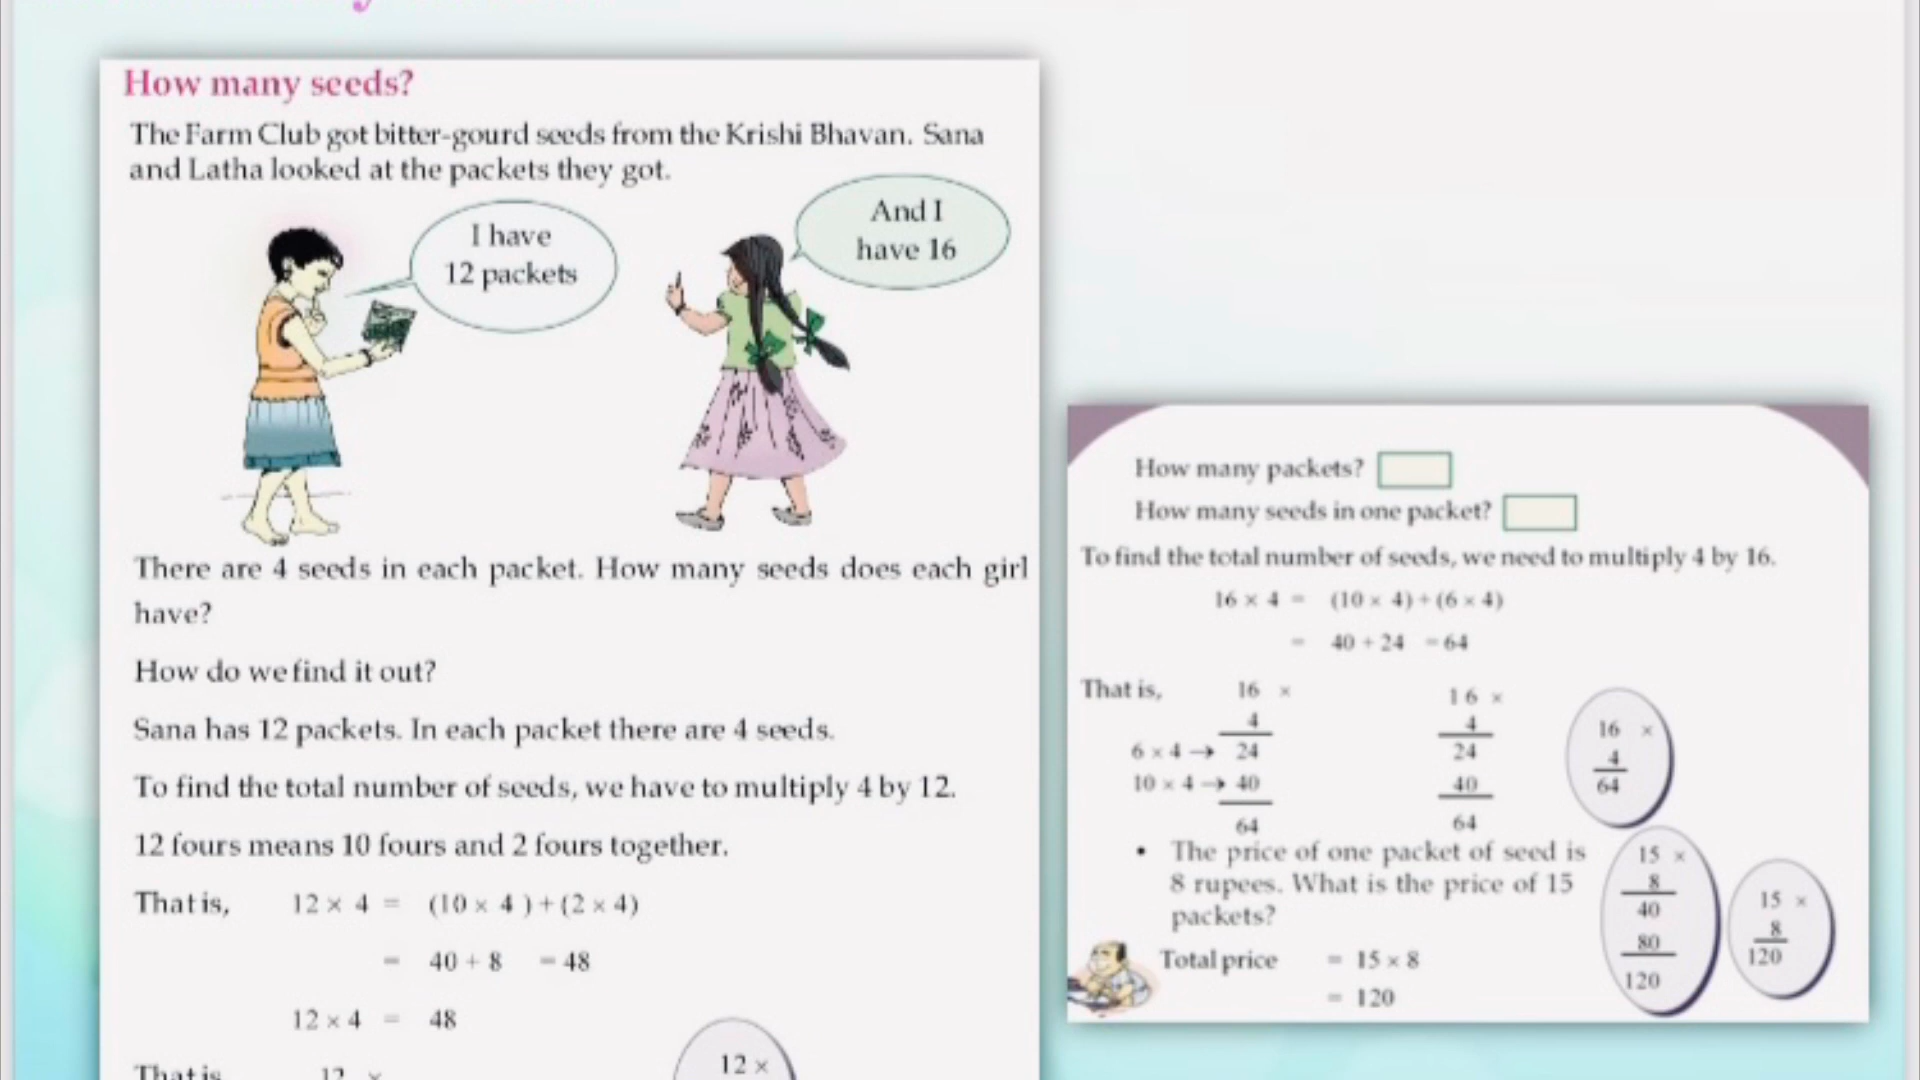 How many seeds?
The Farm Club got bitter-gourd seeds from the Krishi Bhavan. Sana
and Latha looked at the packets they got.
I have
12 packets
And I
have 16
There are 4 seeds in each packet. How many seeds does each girl
have?
How do we find it out?
Sana has 12 packets. In each packet there are 4 seeds.
To find the total number of seeds, we have to multiply 4 by 12.
12 fours means 10 fours and 2 fours together.
That is, 12 × 4 = (10 × 4 ) + (2 × 4)
= 40 + 8 = 48
12 × 4 = 48
That is, 12 ×
12 ×
How many packets?
How many seeds in one packet?
To find the total number of seeds, we need to multiply 4 by 16.
16 × 4 = (10 × 4) + (6 × 4)
= 40 + 24 = 64
That is, 16 ×
4
6 × 4 → 24
10 × 4 → 40
64
16 ×
4
24
40
64
16 ×
4
64
• The price of one packet of seed is
8 rupees. What is the price of 15
packets?
Total price = 15 × 8
= 120
15 ×
8
40
80
120
15 ×
8
120